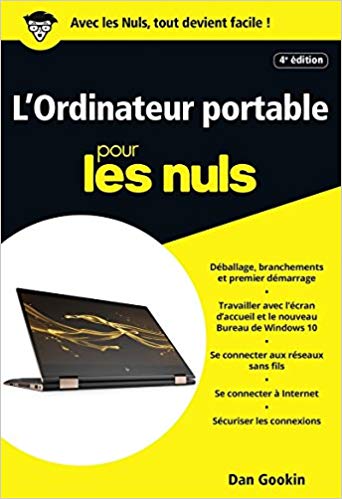 Avec les Nuls, tout devient facile !
4e édition
L'Ordinateur portable
pour
les nuls
Déballage, branchements
et premier démarrage
•
Travailler avec l'écran
d'accueil et le nouveau
Bureau de Windows 10
•
Se connecter aux réseaux
sans fils
•
Se connecter à Internet
•
Sécuriser les connexions
Dan Gookin